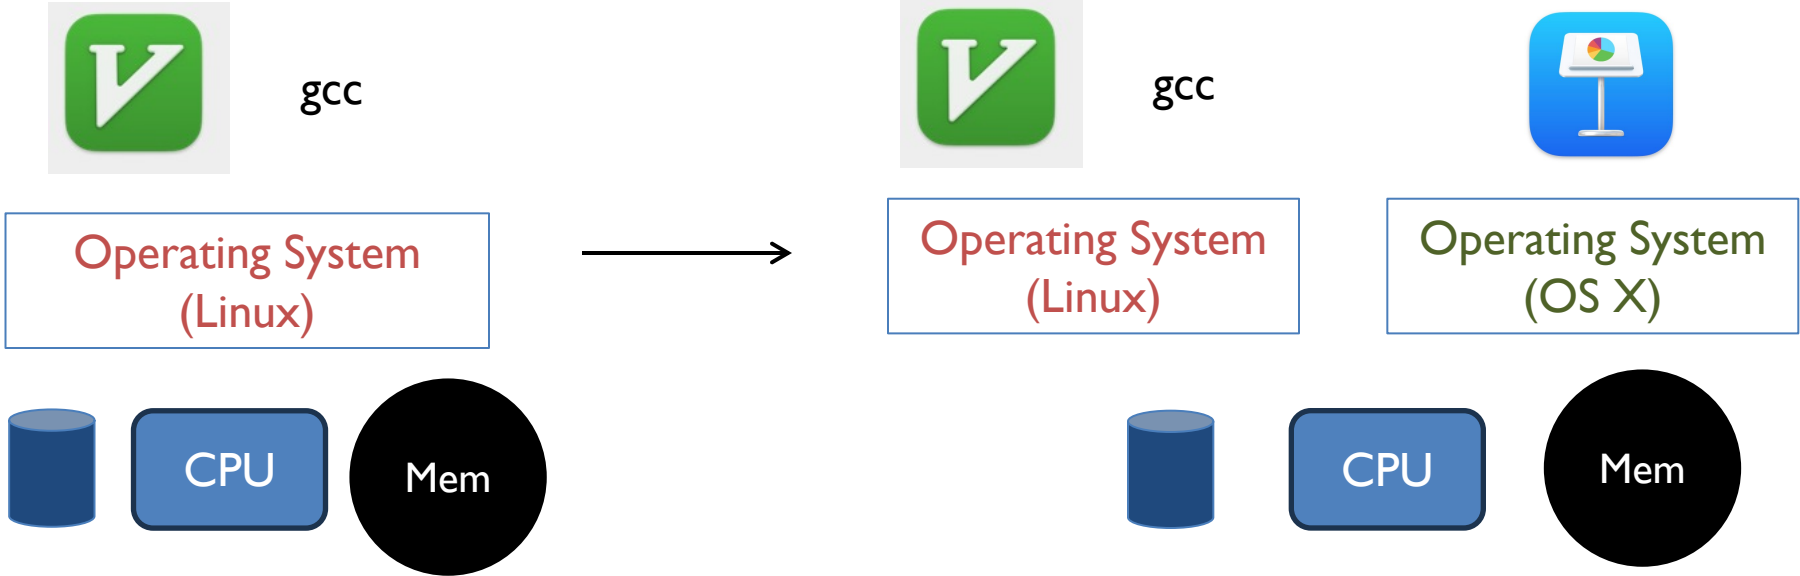 gcc
Operating System
(Linux)
CPU
Mem
gcc
Operating System
(Linux)
Operating System
(OS X)
CPU
Mem